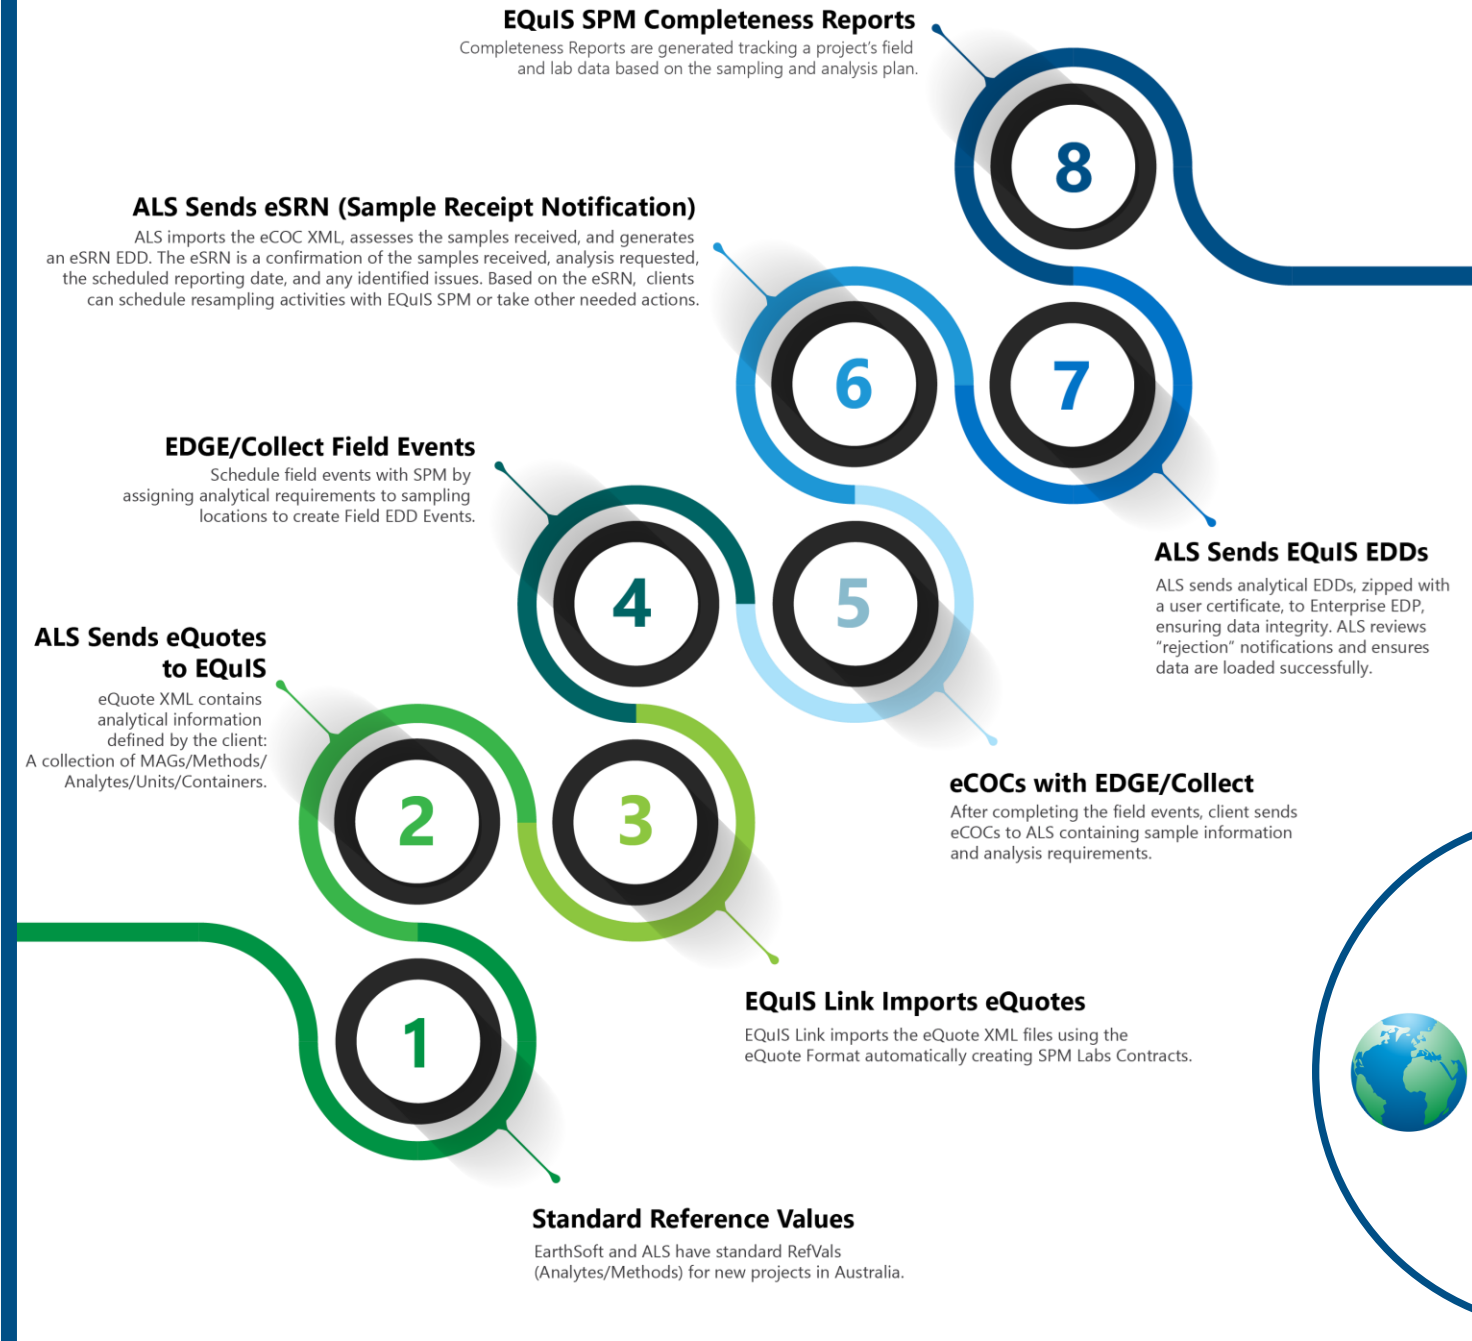 EQuIS SPM Completeness Reports
Completeness Reports are generated tracking a project's field
and lab data based on the sampling and analysis plan.
8
ALS Sends eSRN (Sample Receipt Notification)
ALS imports the eCOC XML, assesses the samples received, and generates
an eSRN EDD. The eSRN is a confirmation of the samples received, analysis requested,
the scheduled reporting date, and any identified issues. Based on the eSRN, clients
can schedule resampling activities with EQuIS SPM or take other needed actions.
6
7
EDGE/Collect Field Events
Schedule field events with SPM by
assigning analytical requirements to sampling
locations to create Field EDD Events.
ALS Sends EQuIS EDDs
ALS sends analytical EDDs, zipped with
a user certificate, to Enterprise EDP,
ensuring data integrity. ALS reviews
“rejection” notifications and ensures
data are loaded successfully.
4
5
ALS Sends eQuotes
to EQuIS
eQuote XML contains
analytical information
defined by the client:
A collection of MAGs/Methods/
Analytes/Units/Containers.
2
3
eCOCs with EDGE/Collect
After completing the field events, client sends
eCOCs to ALS containing sample information
and analysis requirements.
EQuIS Link Imports eQuotes
EQuIS Link imports the eQuote XML files using the
eQuote Format automatically creating SPM Labs Contracts.
1
Standard Reference Values
EarthSoft and ALS have standard RefVals
(Analytes/Methods) for new projects in Australia.